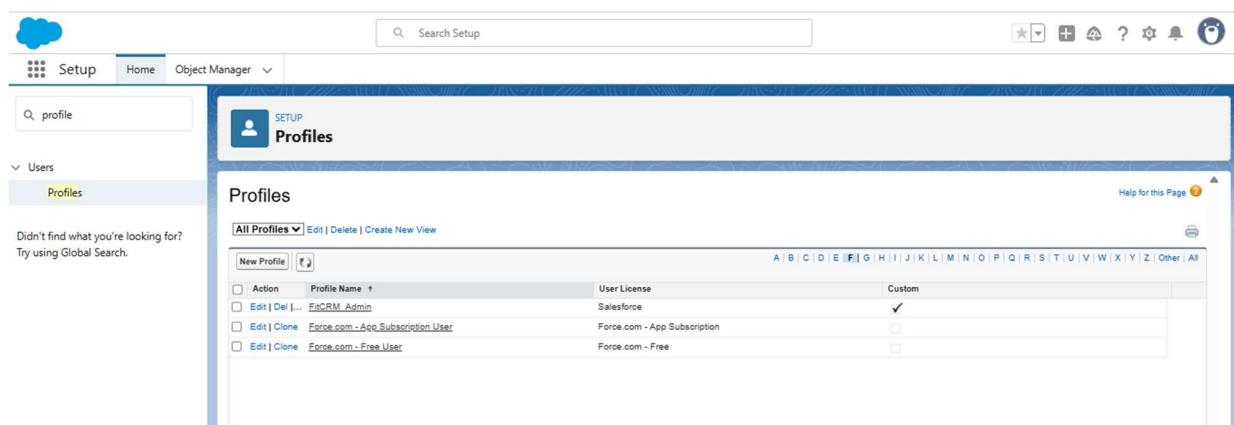 Search Setup
Setup Home Object Manager
profile
Users
Profiles
Didn't find what you're looking for?
Try using Global Search.
SETUP
Profiles
Profiles
Help for this Page
All Profiles Edit | Delete | Create New View
New Profile
A | B | C | D | E | F | G | H | I | J | K | L | M | N | O | P | Q | R | S | T | U | V | W | X | Y | Z | Other | All
Action Profile Name ↑ User License Custom
Edit | Del |... FitCRM_Admin Salesforce
Edit | Clone Force.com - App Subscription User Force.com - App Subscription
Edit | Clone Force.com - Free User Force.com - Free